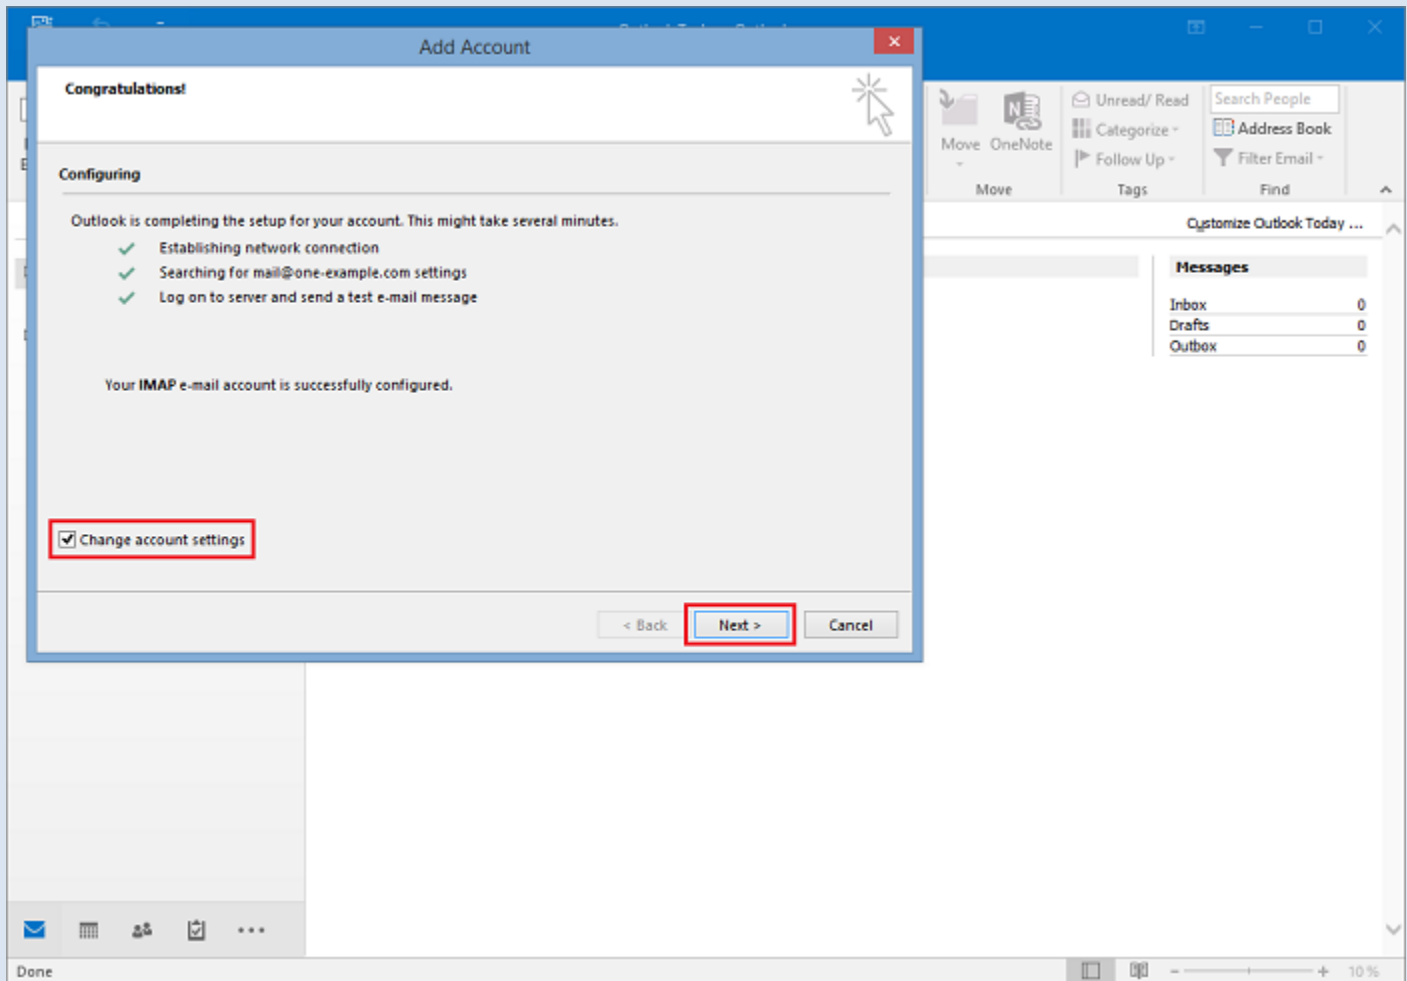 Add Account
Congratulations!
Configuring
Outlook is completing the setup for your account. This might take several minutes.
Establishing network connection
Searching for mail@one-example.com settings
Log on to server and send a test e-mail message
Your IMAP e-mail account is successfully configured.
Change account settings
< Back
Next >
Cancel
Move
OneNote
Move
Unread/ Read
Categorize
Follow Up
Tags
Search People
Address Book
Filter Email
Find
Customize Outlook Today ...
Messages
Inbox 0
Drafts 0
Outbox 0
Done
10%